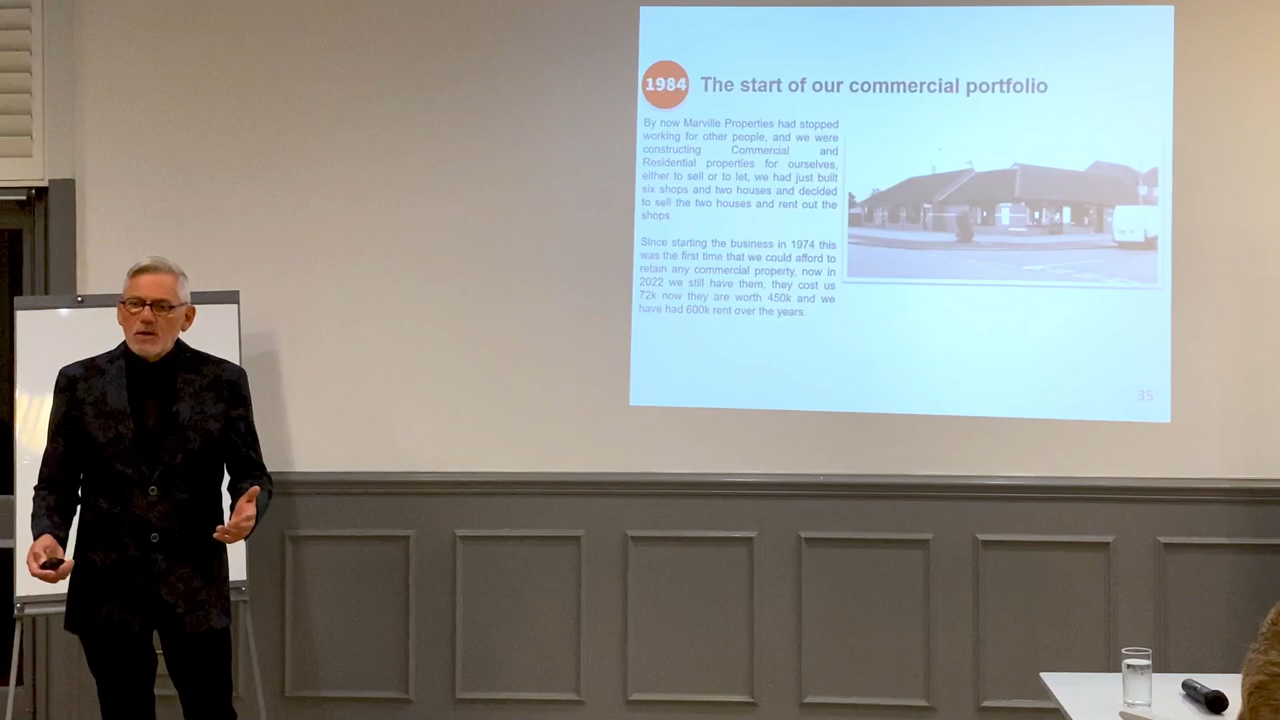 1984 The start of our commercial portfolio
By now Marville Properties had stopped
working for other people, and we were
constructing Commercial and
Residential properties for ourselves,
either to sell or to let, we had just built
six shops and two houses and decided
to sell the two houses and rent out the
shops
Since starting the business in 1974 this
was the first time that we could afford to
retain any commercial property, now in
2022 we still have them, they cost us
72k now they are worth 450k and we
have had 600k rent over the years.
35